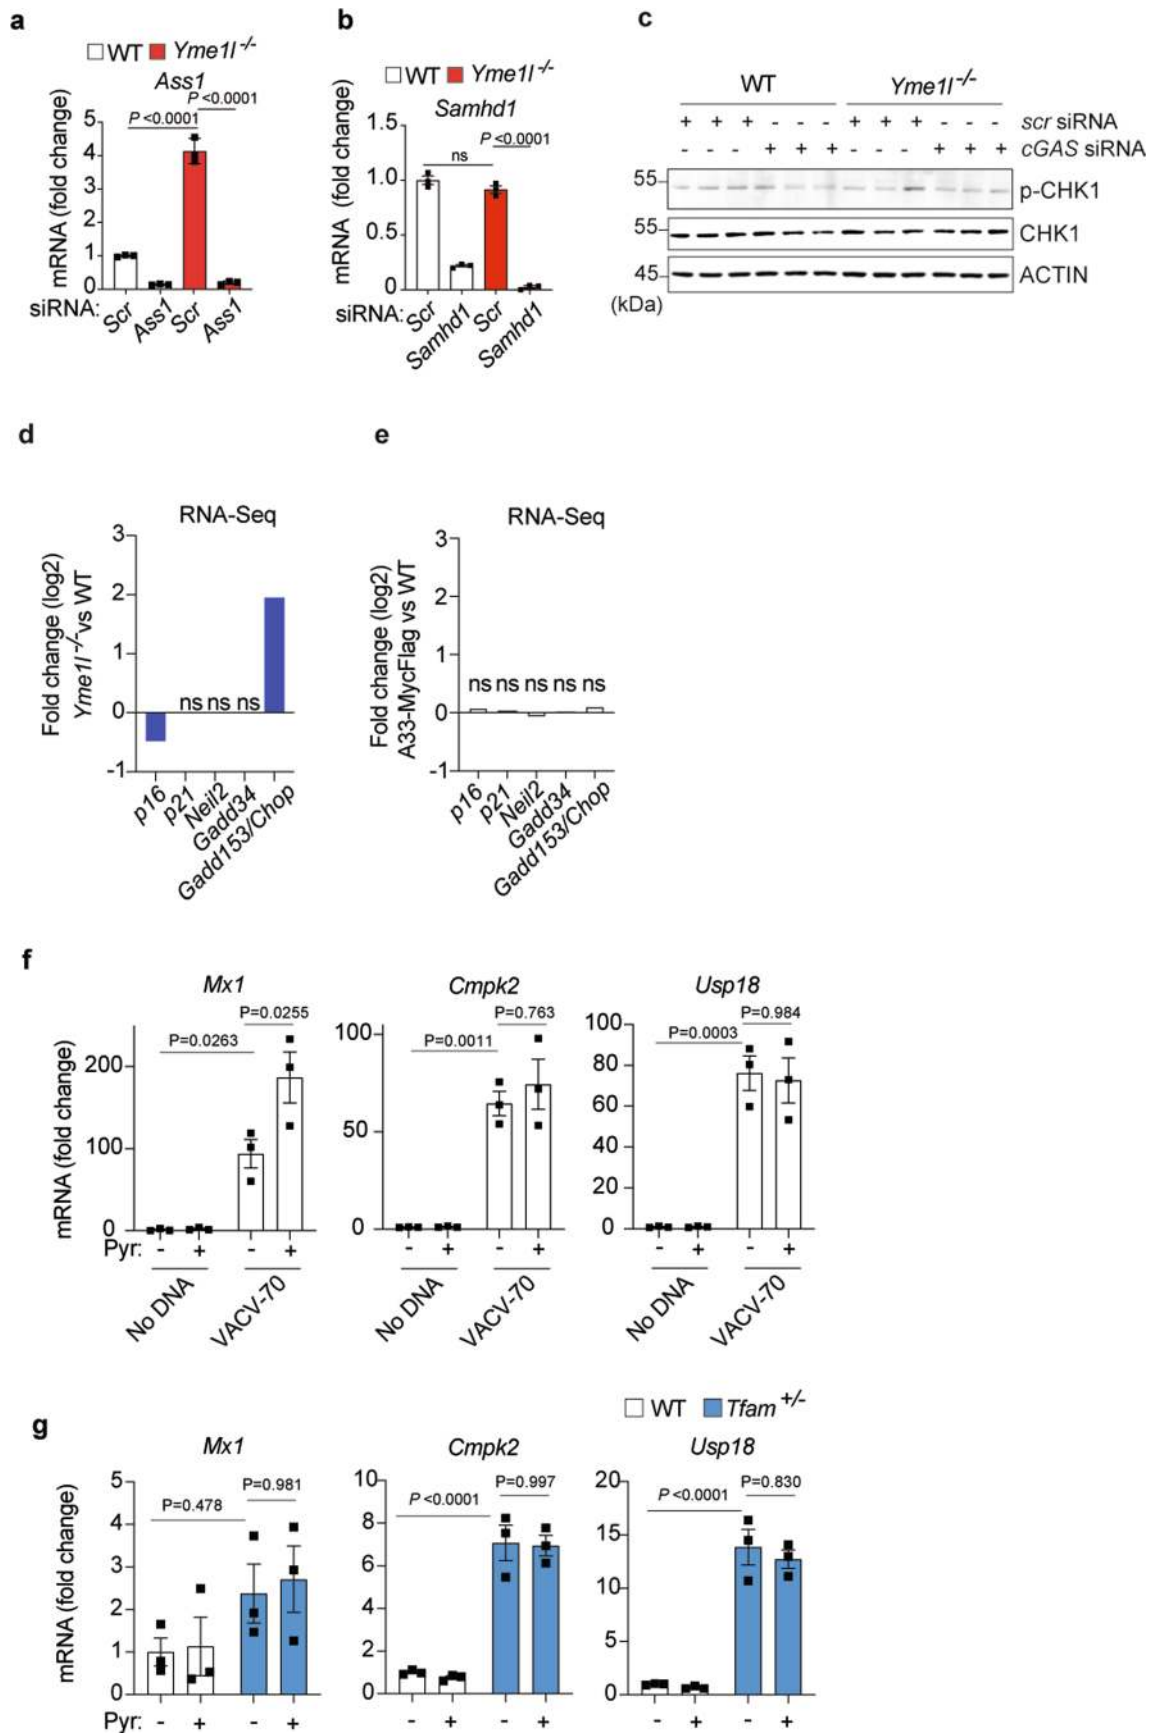 a
WT Yme1l -/-
Ass1
P <0.0001
P <0.0001
mRNA (fold change)
5
4
3
2
1
0
siRNA:
Scr
Ass1
Scr
Ass1
b
WT Yme1l -/-
Samhd1
P <0.0001
ns
mRNA (fold change)
1.5
1.0
0.5
0
siRNA:
Scr
Samhd1
Scr
Samhd1
c
WT Yme1l-/-
+ + + - - - + + + - - - scr siRNA
- - - + + + - - - + + + cGAS siRNA
55 p-CHK1
55 CHK1
45 ACTIN
(kDa)
d
RNA-Seq
Fold change (log2)
Yme1l-/- vs WT
3
2
1
0
-1
ns ns ns
p16
p21
Neil2
Gadd34
Gadd153/Chop
e
RNA-Seq
Fold change (log2)
A33-MycFlag vs WT
3
2
1
0
-1
ns ns ns ns ns
p16
p21
Neil2
Gadd34
Gadd153/Chop
f
Mx1
P=0.0255
P=0.0263
mRNA (fold change)
200
100
0
Pyr: - + - +
No DNA
VACV-70
Cmpk2
P=0.763
P=0.0011
100
50
0
- + - +
No DNA
VACV-70
Usp18
P=0.984
P=0.0003
100
80
60
40
20
0
- + - +
No DNA
VACV-70
WT Tfam +/-
g
Mx1
P=0.981
P=0.478
mRNA (fold change)
5
4
3
2
1
0
Pyr: - + - +
Cmpk2
P=0.997
P <0.0001
10
8
6
4
2
0
- + - +
Usp18
P=0.830
P <0.0001
20
15
10
5
0
- + - +